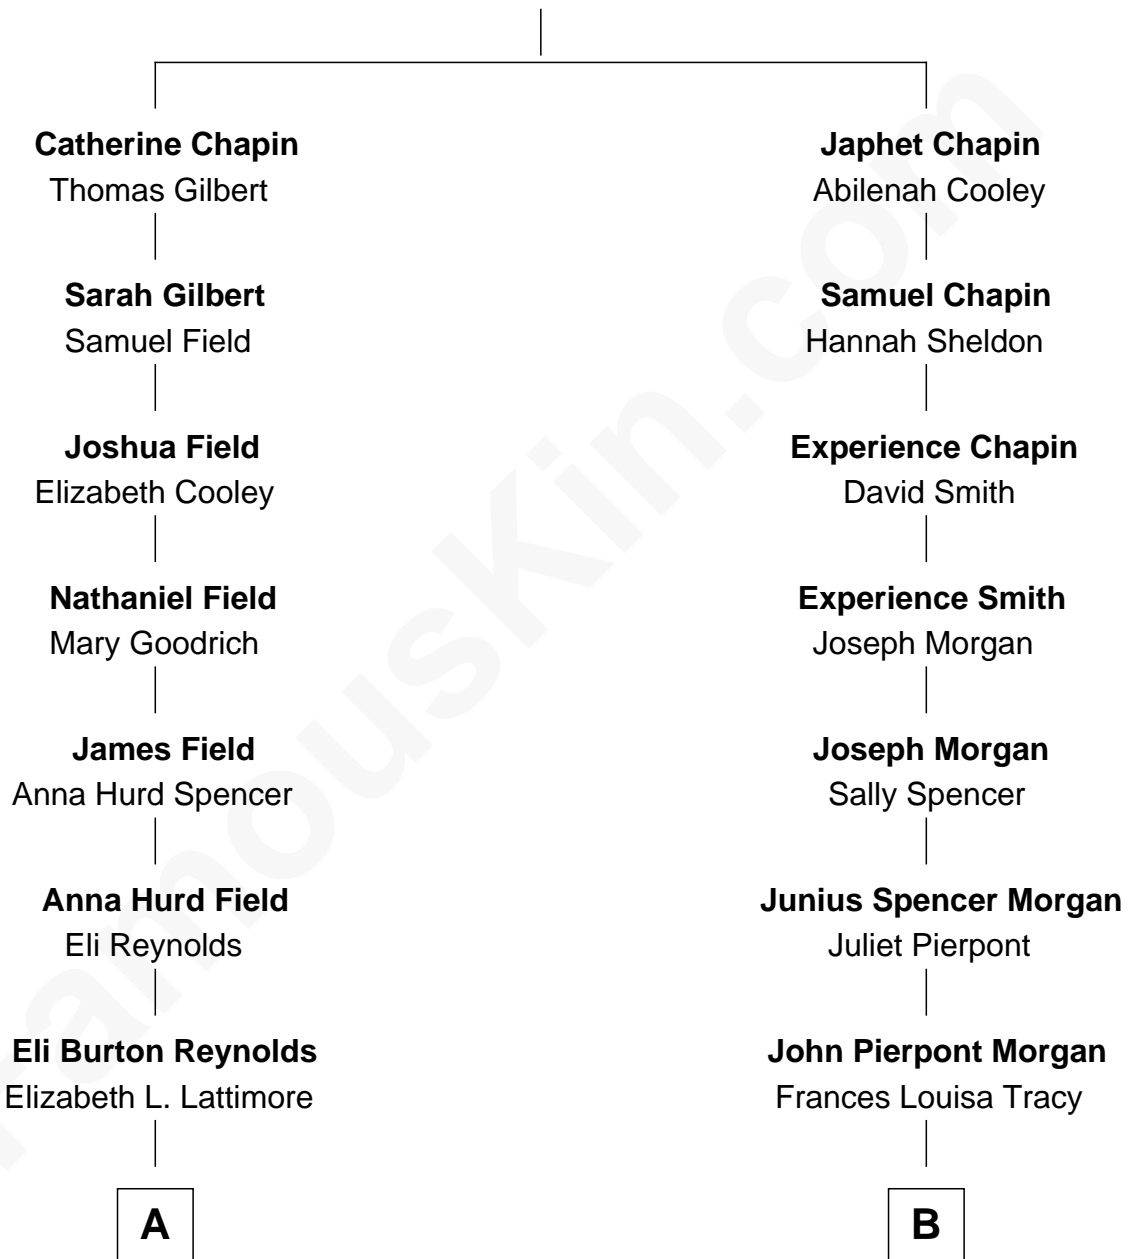 Catherine Chapin
Thomas Gilbert
Japhet Chapin
Abilenah Cooley
Sarah Gilbert
Samuel Field
Samuel Chapin
Hannah Sheldon
Joshua Field
Elizabeth Cooley
Experience Chapin
David Smith
Nathaniel Field
Mary Goodrich
Experience Smith
Joseph Morgan
James Field
Anna Hurd Spencer
Joseph Morgan
Sally Spencer
Anna Hurd Field
Eli Reynolds
Junius Spencer Morgan
Juliet Pierpont
Eli Burton Reynolds
Elizabeth L. Lattimore
John Pierpont Morgan
Frances Louisa Tracy
A
B
FamousKin.com